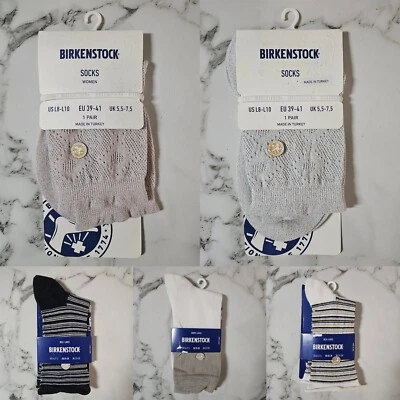 BIRKENSTOCK
SOCKS
WOMEN
US L8-L10 EU 39-41 UK 5,5-7,5
1 PAIR
MADE IN TURKEY
BIRKENSTOCK
SOCKS
US L8-L10 EU 39-41 UK 5,5-7,5
1 PAIR
MADE IN TURKEY
1774
1774
BIRKENSTOCK
BIRKENSTOCK
BIRKENSTOCK